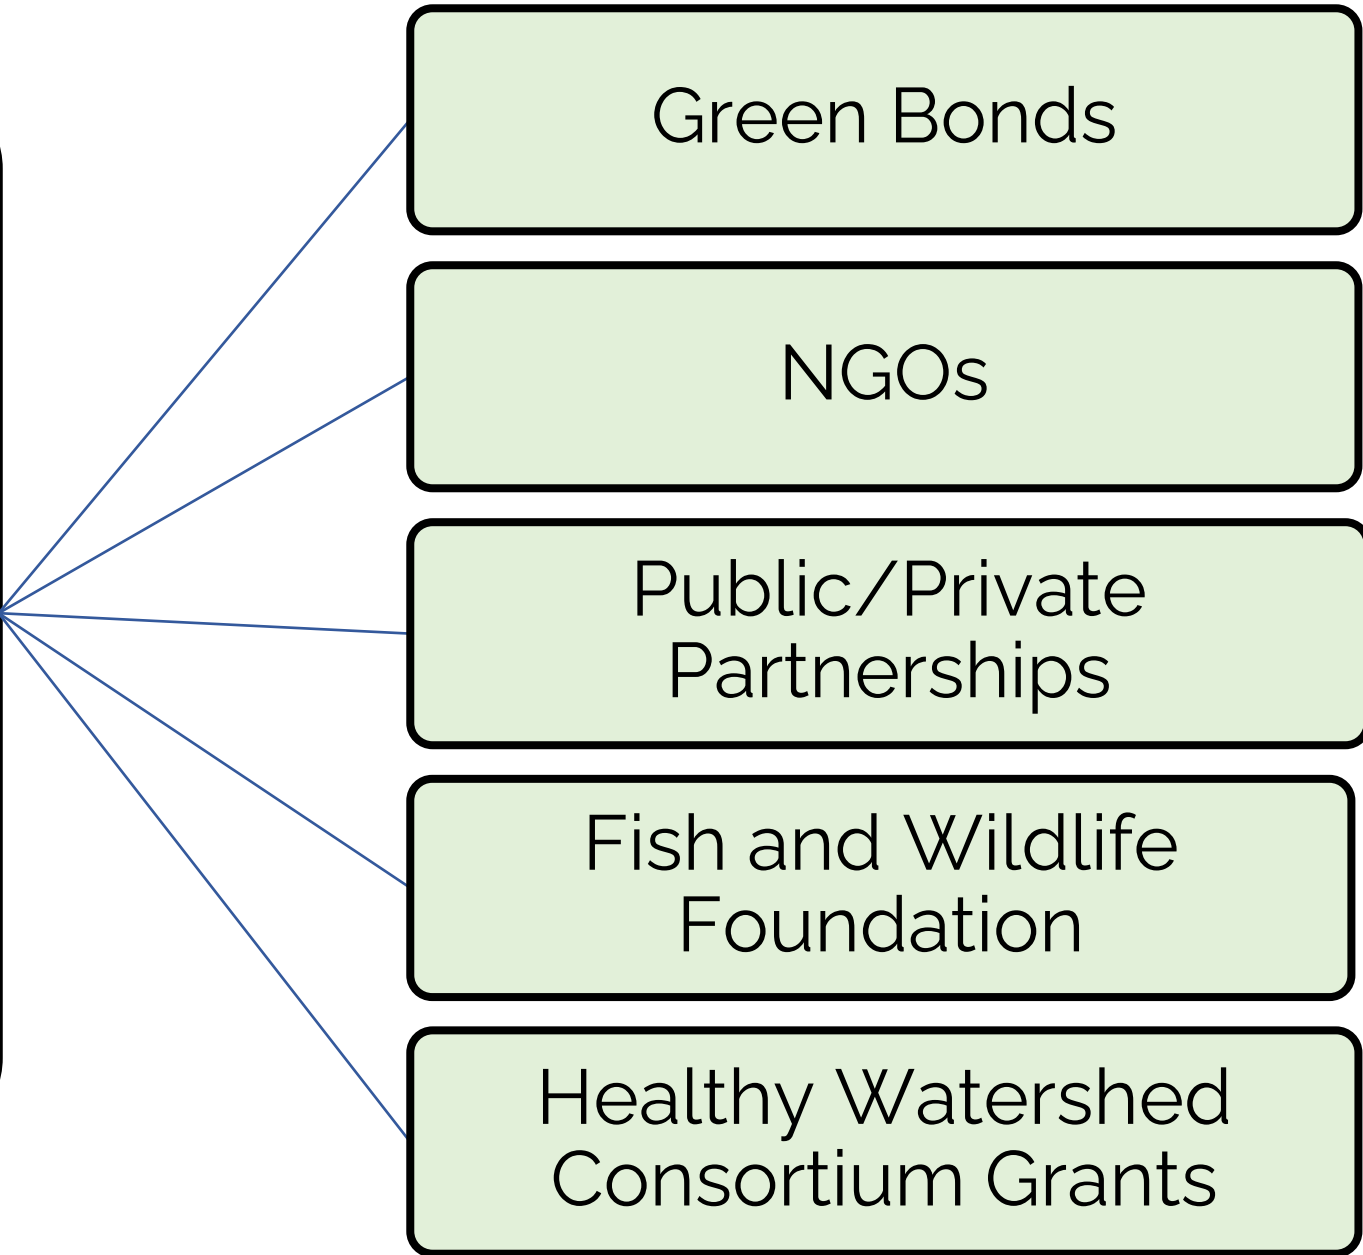 Green Bonds
NGOs
Public/Private
Partnerships
Fish and Wildlife
Foundation
Healthy Watershed
Consortium Grants